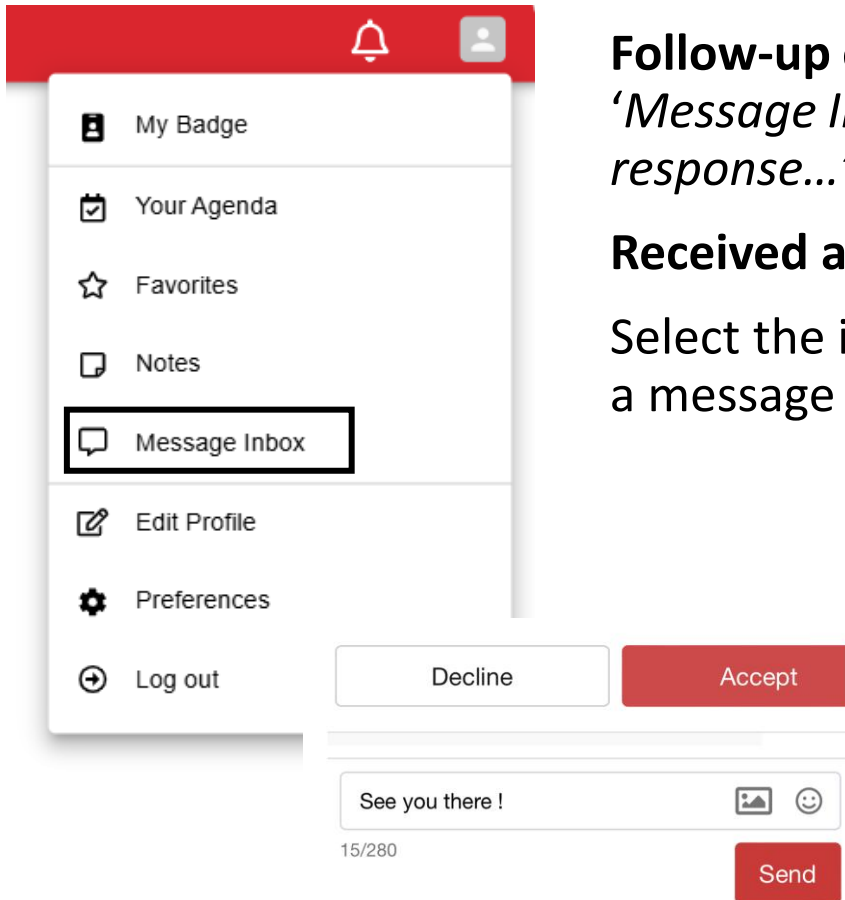 My Badge
Your Agenda
Favorites
Notes
Message Inbox
Edit Profile
Preferences
Log out
Follow-up
‘Message
response…
Received
Select the
a message
Decline
Accept
See you there !
15/280
Send